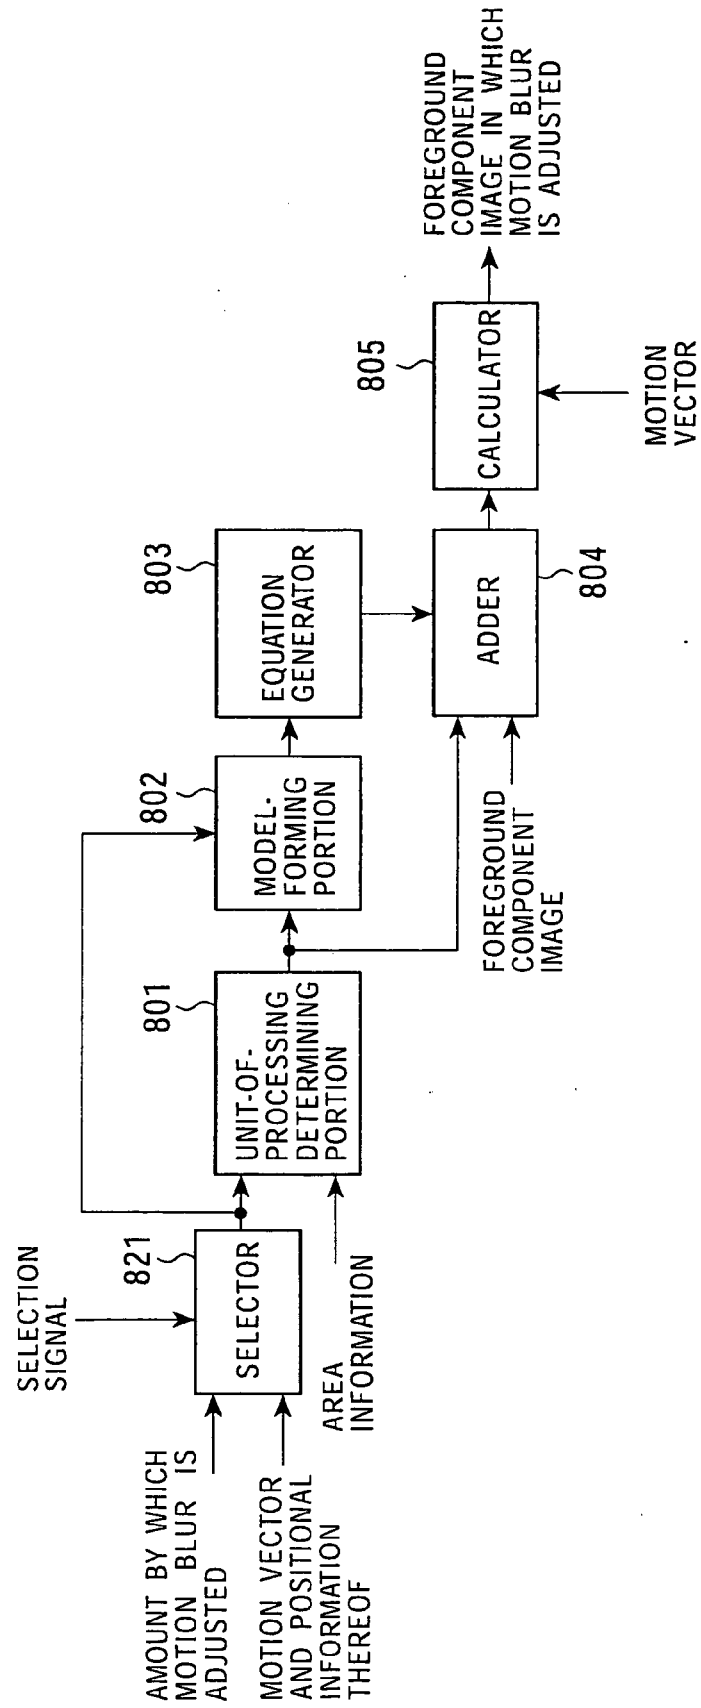 SELECTION
SIGNAL
AMOUNT BY WHICH
MOTION BLUR IS
ADJUSTED
MOTION VECTOR
AND POSITIONAL
INFORMATION
THEREOF
821
SELECTOR
AREA
INFORMATION
801
UNIT-OF-
PROCESSING
DETERMINING
PORTION
802
MODEL-
FORMING
PORTION
803
EQUATION
GENERATOR
FOREGROUND
COMPONENT
IMAGE
ADDER
804
805
CALCULATOR
MOTION
VECTOR
FOREGROUND
COMPONENT
IMAGE IN WHICH
MOTION BLUR
IS ADJUSTED